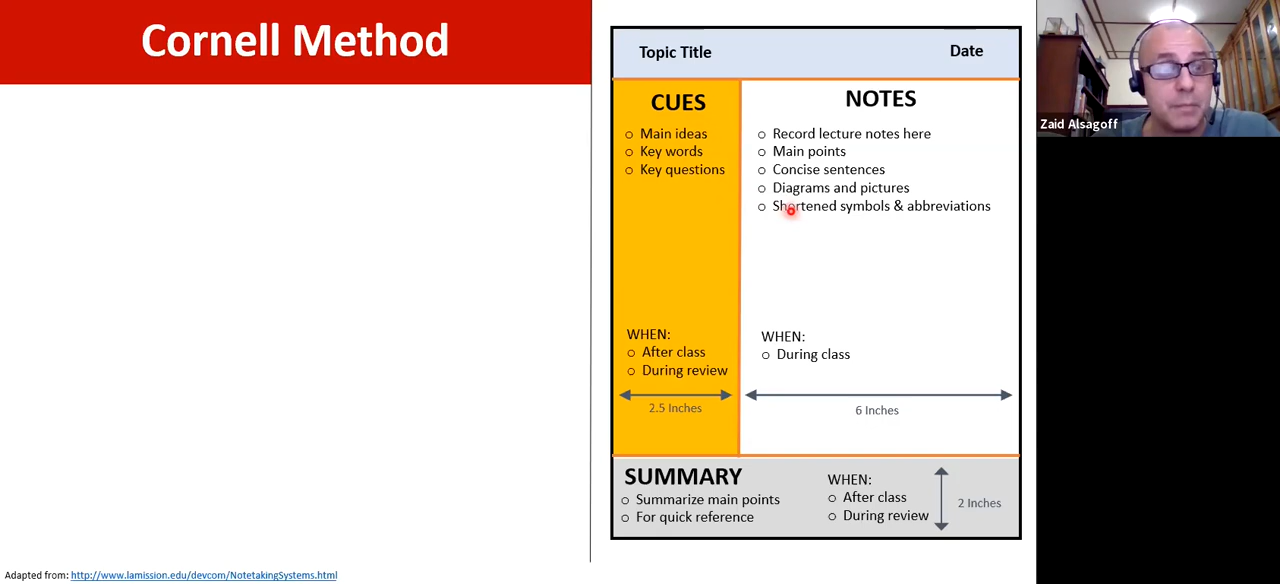 Cornell Method
Topic Title
Date
CUES
Main ideas
Key words
Key questions
WHEN:
After class
During review
2.5 Inches
NOTES
Record lecture notes here
Main points
Concise sentences
Diagrams and pictures
Shortened symbols & abbreviations
WHEN:
During class
6 Inches
SUMMARY
Summarize main points
For quick reference
WHEN:
After class
During review
2 Inches
Zaid Alsagoff
Adapted from: http://www.lamission.edu/devcom/NotetakingSystems.html